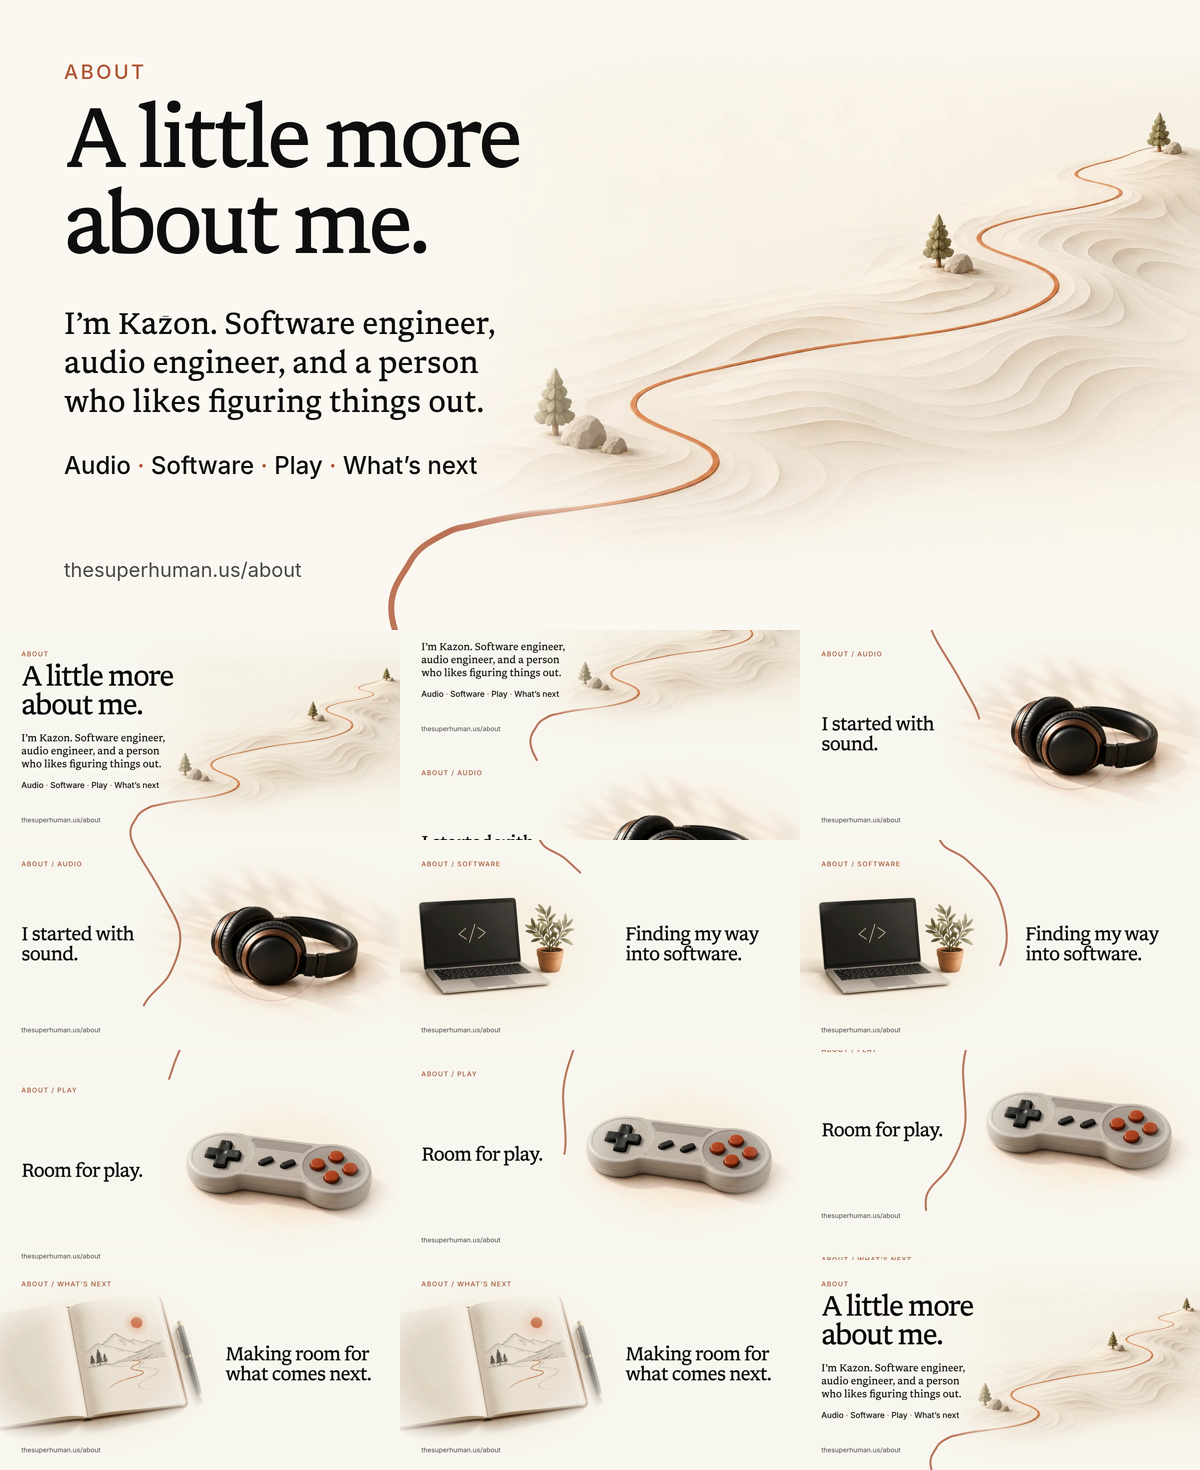 ABOUT
A little more
about me.
I’m Kaz̄on. Software engineer,
audio engineer, and a person
who likes figuring things out.
Audio · Software · Play · What’s next
thesuperhuman.us/about
ABOUT
A little more
about me.
I’m Kazon. Software engineer,
audio engineer, and a person
who likes figuring things out.
Audio · Software · Play · What’s next
thesuperhuman.us/about
I’m Kazon. Software engineer,
audio engineer, and a person
who likes figuring things out.
Audio · Software · Play · What’s next
thesuperhuman.us/about
ABOUT / AUDIO
I started with
ABOUT / AUDIO
I started with
sound.
thesuperhuman.us/about
ABOUT / AUDIO
I started with
sound.
thesuperhuman.us/about
ABOUT / SOFTWARE
</>
Finding my way
into software.
thesuperhuman.us/about
ABOUT / SOFTWARE
</>
Finding my way
into software.
thesuperhuman.us/about
ABOUT / PLAY
Room for play.
thesuperhuman.us/about
ABOUT / PLAY
Room for play.
thesuperhuman.us/about
ABOUT / PLAY
Room for play.
thesuperhuman.us/about
ABOUT / WHAT’S NEXT
ABOUT / WHAT’S NEXT
Making room for
what comes next.
thesuperhuman.us/about
ABOUT / WHAT’S NEXT
Making room for
what comes next.
thesuperhuman.us/about
ABOUT
A little more
about me.
I’m Kazon. Software engineer,
audio engineer, and a person
who likes figuring things out.
Audio · Software · Play · What’s next
thesuperhuman.us/about